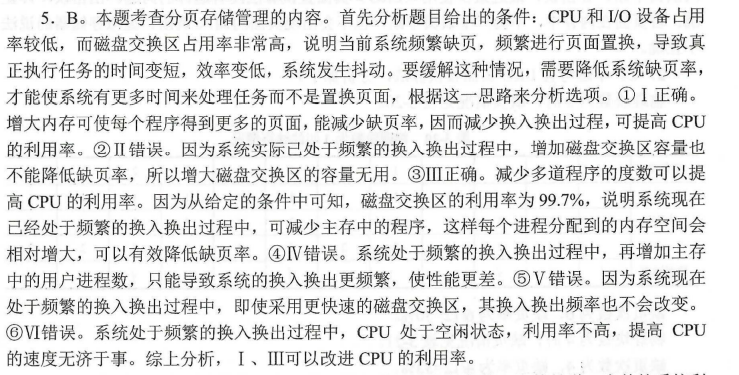 5．B。本题考查分页存储管理的内容。首先分析题目给出的条件：CPU 和 I/O 设备占用
率较低，而磁盘交换区占用率非常高，说明当前系统频繁缺页，频繁进行页面置换，导致真
正执行任务的时间变短，效率变低，系统发生抖动。要缓解这种情况，需要降低系统缺页率，
才能使系统有更多时间来处理任务而不是置换页面，根据这一思路来分析选项。①Ⅰ正确。
增大内存可使每个程序得到更多的页面，能减少缺页率，因而减少换入换出过程，可提高 CPU
的利用率。②Ⅱ错误。因为系统实际已处于频繁的换入换出过程中，增加磁盘交换区容量也
不能降低缺页率，所以增大磁盘交换区的容量无用。③Ⅲ正确。减少多道程序的度数可以提
高 CPU 的利用率。因为从给定的条件中可知，磁盘交换区的利用率为 99.7%，说明系统现在
已经处于频繁的换入换出过程中，可减少主存中的程序，这样每个进程分配到的内存空间会
相对增大，可以有效降低缺页率。④Ⅳ错误。系统处于频繁的换入换出过程中，再增加主存
中的用户进程数，只能导致系统的换入换出更频繁，使性能更差。⑤Ⅴ错误。因为系统现在
处于频繁的换入换出过程中，即使采用更快速的磁盘交换区，其换入换出频率也不会改变。
⑥Ⅵ错误。系统处于频繁的换入换出过程中，CPU 处于空闲状态，利用率不高，提高 CPU
的速度无济于事。综上分析，Ⅰ、Ⅲ可以改进 CPU 的利用率。